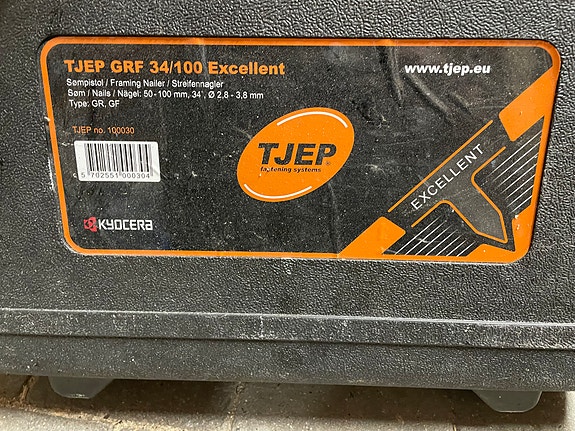 TJEP GRF 34/100 Excellent
www.tjep.eu
Sømpistol / Framing Nailer / Streifennagler
Søm / Nails / Nägel: 50-100 mm, 34°, Ø 2,8 - 3,8 mm
Type: GR, GF
TJEP no. 100030
5 702551 000304
KYOCERA
TJEP®
fastening systems
EXCELLENT